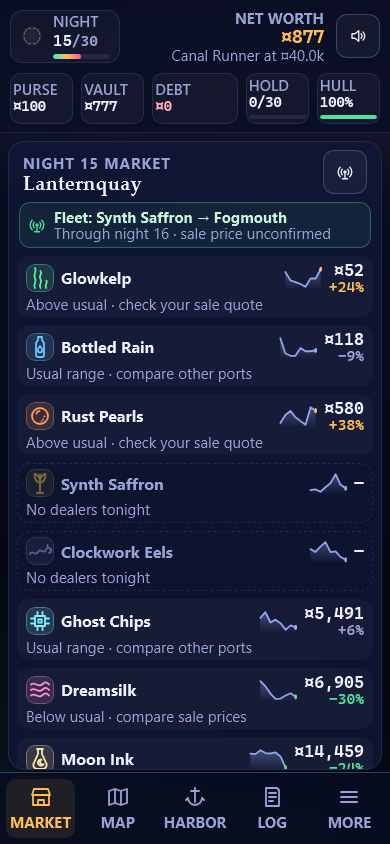 NIGHT
15/30
NET WORTH
¤877
Canal Runner at ¤40.0k
PURSE
¤100
VAULT
¤777
DEBT
¤0
HOLD
0/30
HULL
100%
NIGHT 15 MARKET
Lanternquay
Fleet: Synth Saffron → Fogmouth
Through night 16 · sale price unconfirmed
Glowkelp
¤52
+24%
Above usual · check your sale quote
Bottled Rain
¤118
−9%
Usual range · compare other ports
Rust Pearls
¤580
+38%
Above usual · check your sale quote
Synth Saffron
—
No dealers tonight
Clockwork Eels
—
No dealers tonight
Ghost Chips
¤5,491
+6%
Usual range · compare other ports
Dreamsilk
¤6,905
−30%
Below usual · compare sale prices
Moon Ink
¤14,459
−24%
MARKET
MAP
HARBOR
LOG
MORE